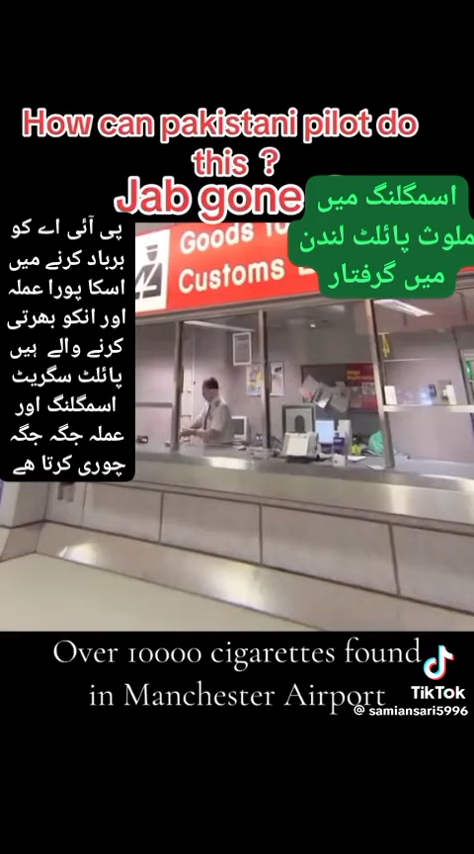 How can pakistani pilot do
this ?
Jab gone
اسمگلنگ میں
ملوث پائلٹ لندن
میں گرفتار
پی آئی اے کو
برباد کرنے میں
اسکا پورا عملہ
اور انکو بھرتی
کرنے والے ہیں
پائلٹ سگریٹ
اسمگلنگ اور
عملہ جگہ جگہ
چوری کرتا ھے
Goods To
Customs
Over 10000 cigarettes found
in Manchester Airport
TikTok
@ samiansari5996